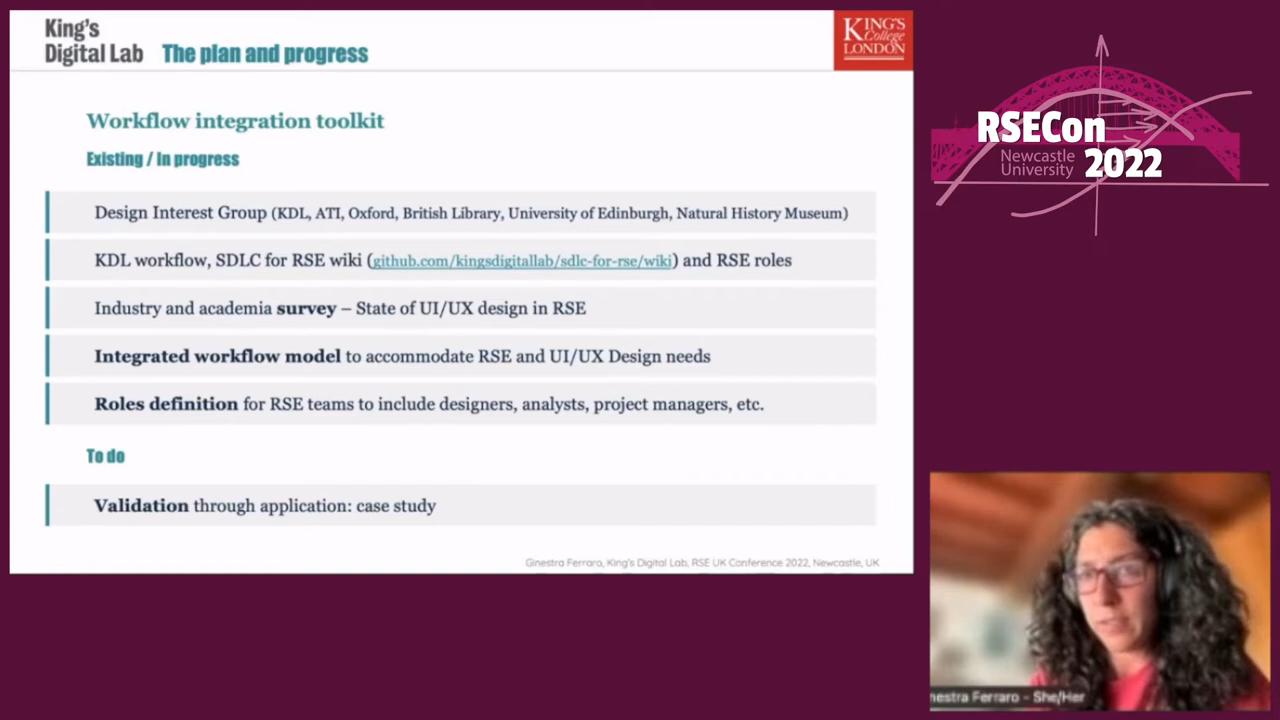 King's
Digital Lab
The plan and progress
KING'S
College
LONDON
Workflow integration toolkit
Existing / In progress
Design Interest Group (KDL, ATI, Oxford, British Library, University of Edinburgh, Natural History Museum)
KDL workflow, SDLC for RSE wiki (github.com/kingsdigitallab/sdlc-for-rse/wiki) and RSE roles
Industry and academia survey – State of UI/UX design in RSE
Integrated workflow model to accommodate RSE and UI/UX Design needs
Roles definition for RSE teams to include designers, analysts, project managers, etc.
To do
Validation through application: case study
Ginestra Ferraro, King's Digital Lab, RSE UK Conference 2022, Newcastle, UK
RSECon
Newcastle
University
2022
nestra Ferraro - She/Her